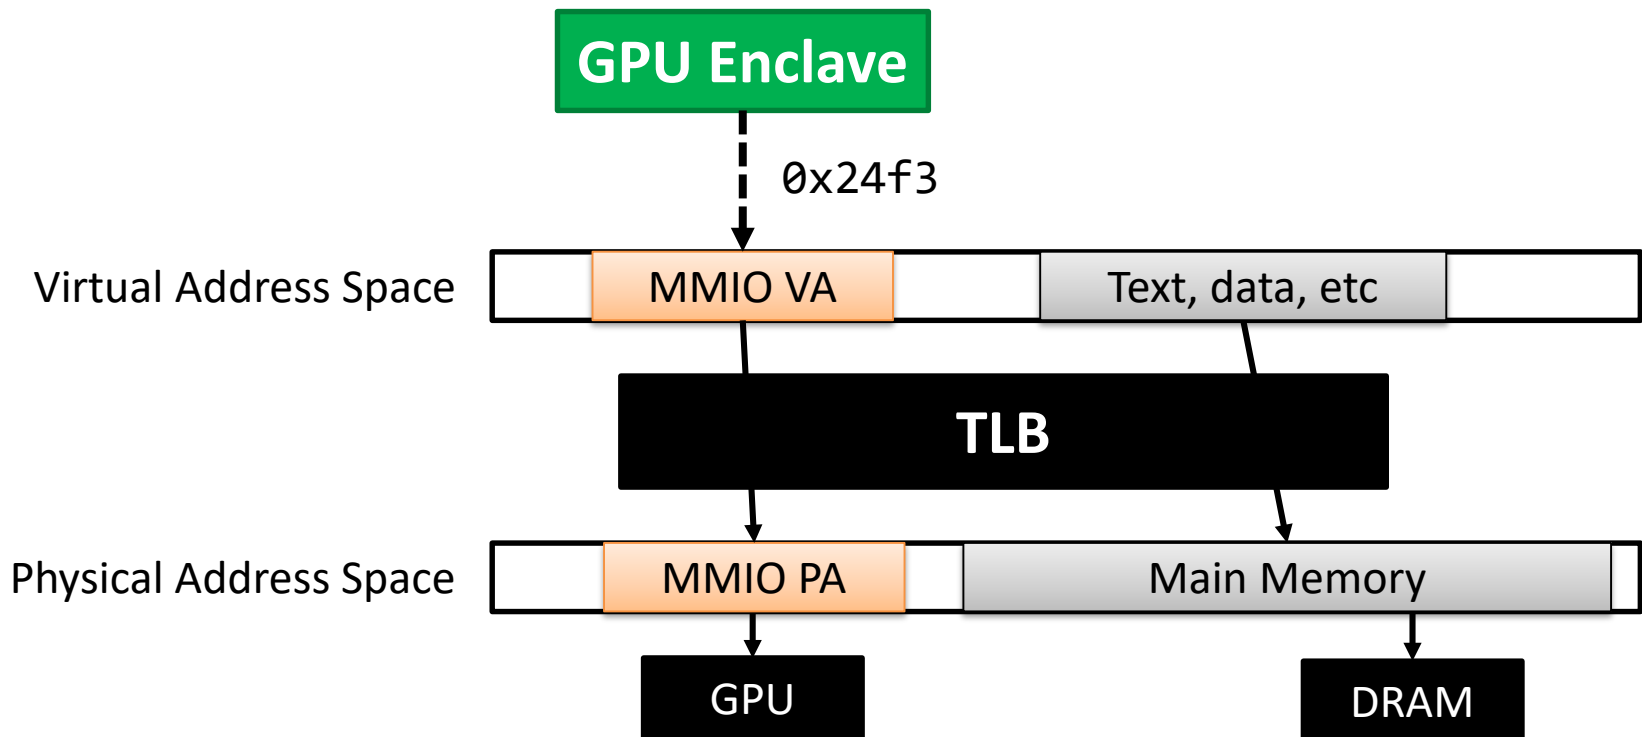 GPU Enclave
0x24f3
Virtual Address Space
MMIO VA
Text, data, etc
TLB
Physical Address Space
MMIO PA
Main Memory
GPU
DRAM